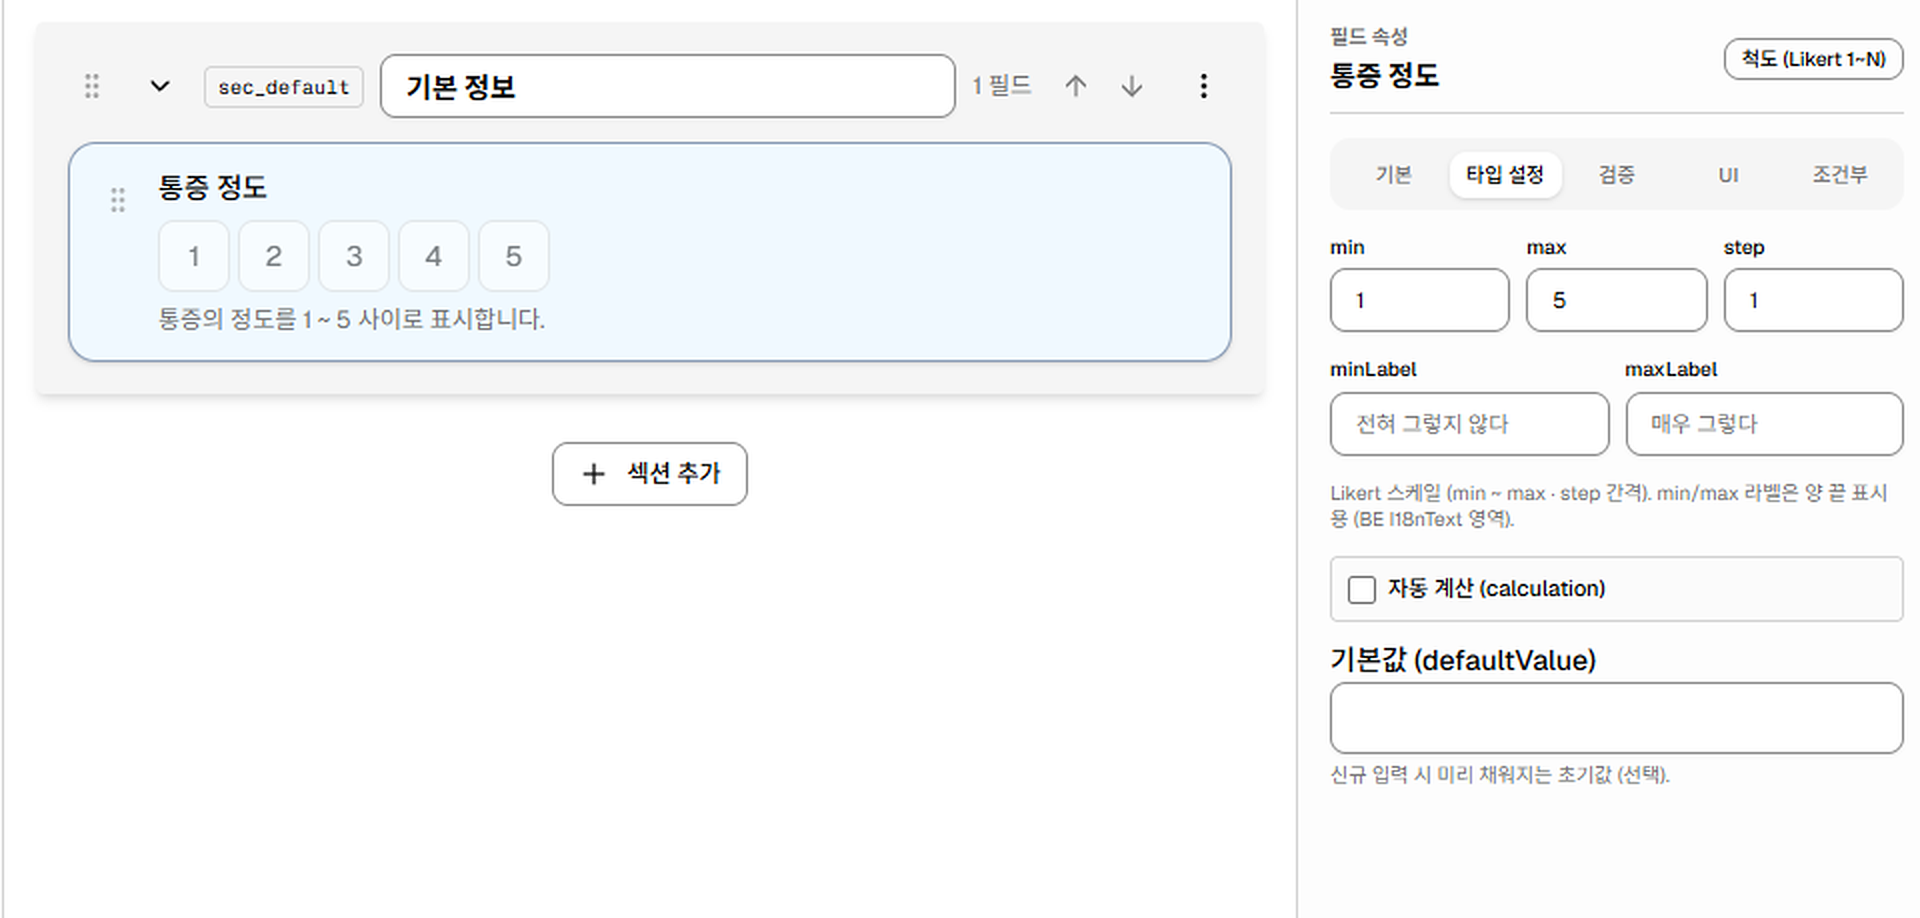 sec_default
기본 정보
1 필드
통증 정도
1 2 3 4 5
통증의 정도를 1 ~ 5 사이로 표시합니다.
섹션 추가
필드 속성
통증 정도
척도 (Likert 1~N)
기본 타입 설정 검증 UI 조건부
min max step
1 5 1
minLabel maxLabel
전혀 그렇지 않다 매우 그렇다
Likert 스케일 (min ~ max · step 간격). min/max 라벨은 양 끝 표시
용 (BE I18nText 영역).
자동 계산 (calculation)
기본값 (defaultValue)
신규 입력 시 미리 채워지는 초기값 (선택).